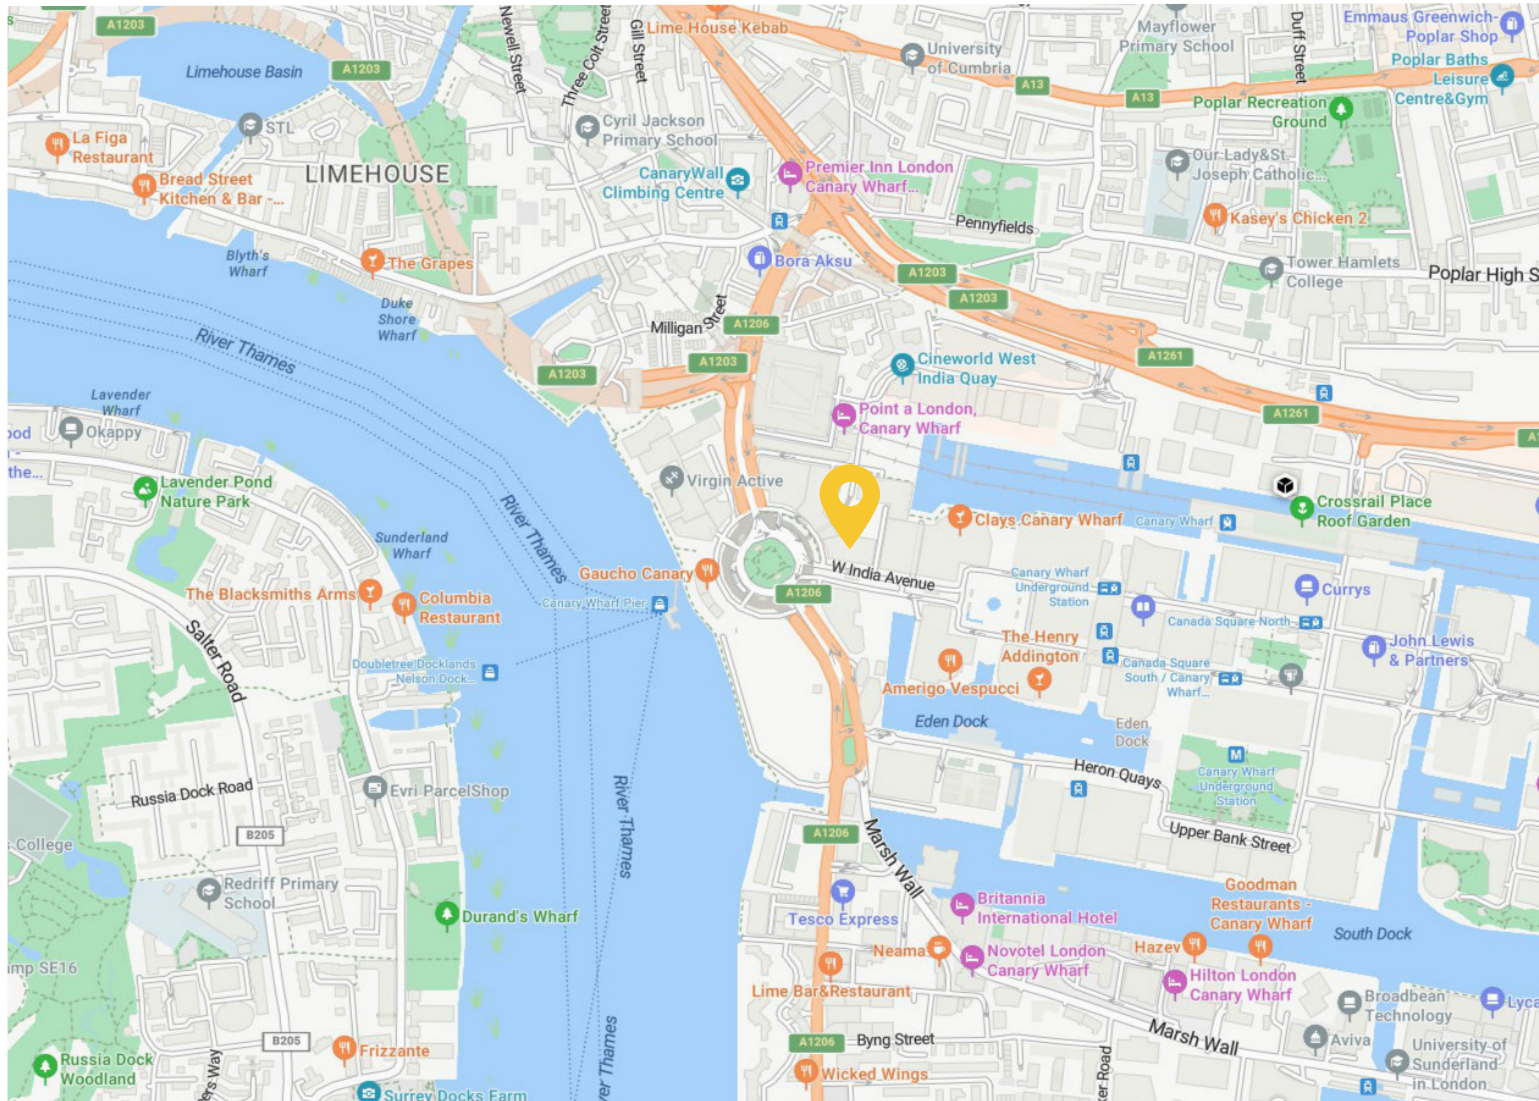 A1203
Newell Street
Three Colt Street
Gill Street
Lime House Kebab
University
of Cumbria
Mayflower
Primary School
Duff Street
Emmaus Greenwich-
Poplar Shop
Limehouse Basin
A1203
A13
A13
Poplar Baths
Leisure
Centre&Gym
Poplar Recreation
Ground
STL
La Figa
Restaurant
Cyril Jackson
Primary School
LIMEHOUSE
Bread Street
Kitchen & Bar -...
CanaryWall
Climbing Centre
Premier Inn London
Canary Wharf...
Our Lady&St.
Joseph Catholic...
Pennyfields
Kasey's Chicken 2
Blyth's
Wharf
The Grapes
Bora Aksu
A1203
A1203
Tower Hamlets
College
Poplar High S
Duke
Shore
Wharf
Milligan Street
A1206
River Thames
A1203
A1203
Cineworld West
India Quay
A1261
Lavender
Wharf
Okappy
ood
-
the...
Point a London,
Canary Wharf
A1261
A1
Lavender Pond
Nature Park
Virgin Active
River Thames
Clays Canary Wharf
Canary Wharf
Crossrail Place
Roof Garden
Sunderland
Wharf
Gaucho Canary
W India Avenue
A1206
Canary Wharf
Underground
Station
Currys
The Blacksmiths Arms
Columbia
Restaurant
Canary Wharf Pier
Canada Square North
Salter Road
The Henry
Addington
John Lewis
& Partners
Doubletree Docklands
Nelson Dock...
Amerigo Vespucci
Canada Square
South / Canary
Wharf...
Eden Dock
Eden
Dock
Russia Dock Road
Evri ParcelShop
River Thames
Heron Quays
M
Canary Wharf
Underground
Station
B205
A1206
Marsh Wall
Upper Bank Street
s College
Redriff Primary
School
Durand's Wharf
Tesco Express
Britannia
International Hotel
Goodman
Restaurants -
Canary Wharf
South Dock
Neama
Novotel London
Canary Wharf
Hazev
amp SE16
Lime Bar&Restaurant
Hilton London
Canary Wharf
Broadbean
Technology
Lyca
B205
A1206
Byng Street
Marsh Wall
Aviva
Russia Dock
Woodland
ers Way
Frizzante
ver Thames
Wicked Wings
ker Road
University of
Sunderland
in London
Surrey Docks Farm